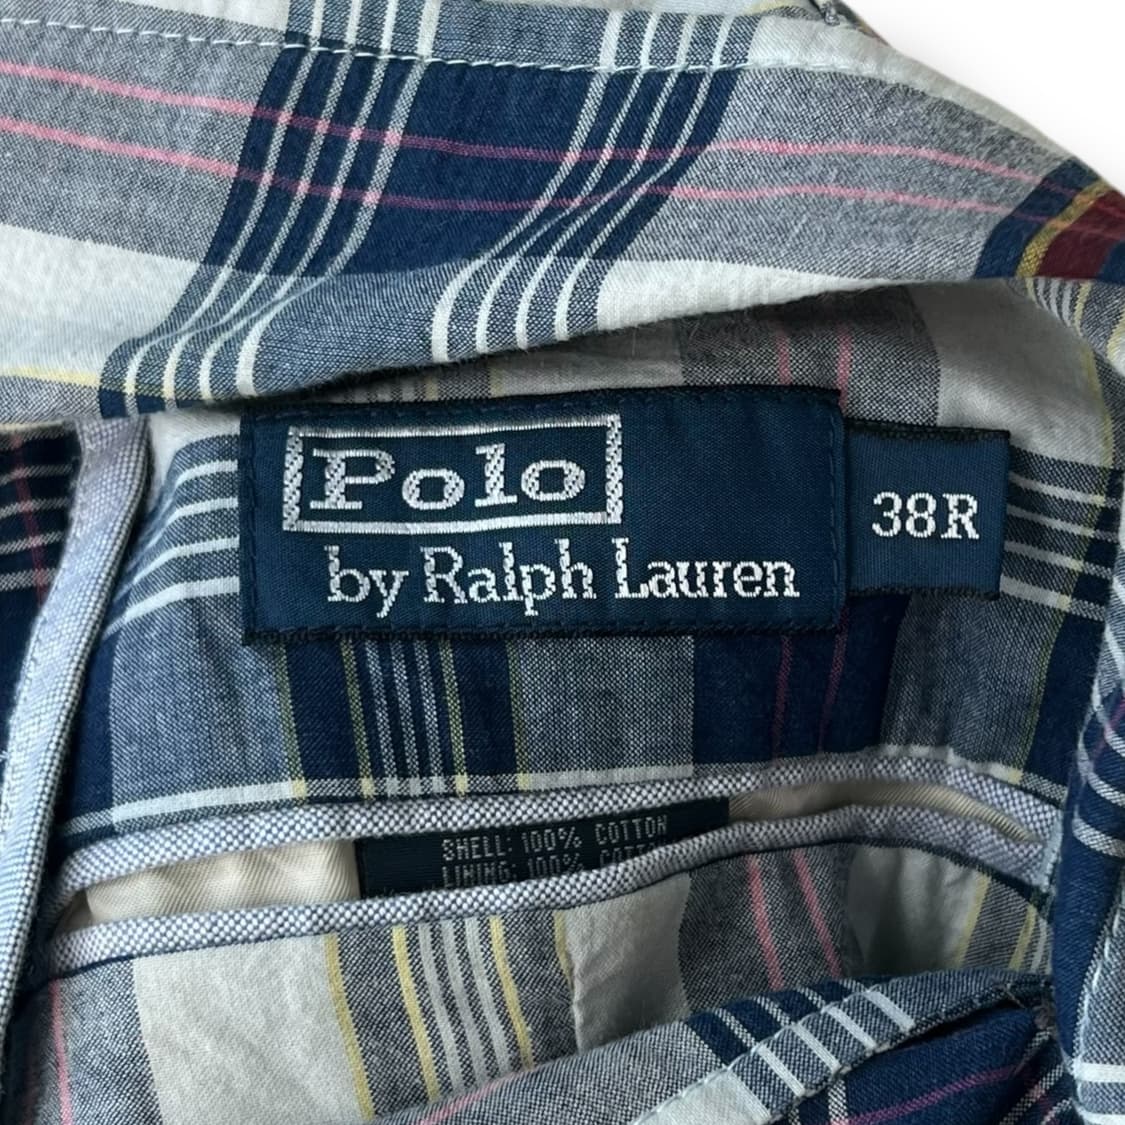 Polo
by Ralph Lauren
38R
SHELL: 100% COTTON
LINING: 100%